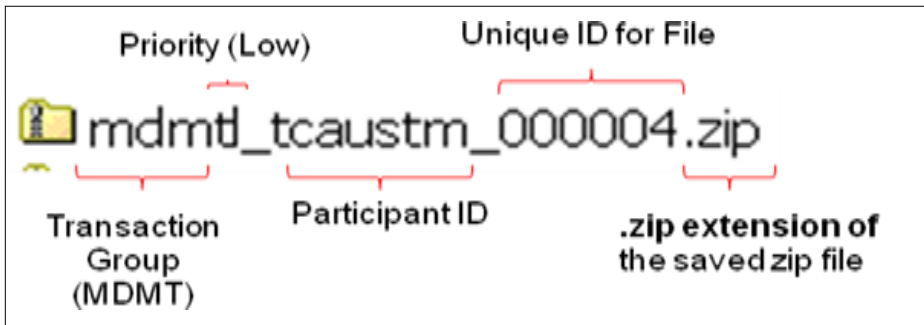 Priority (Low)
Unique ID for File
mdmtl_tcaustm_000004.zip
Transaction
Group
(MDMT)
Participant ID
.zip extension of
the saved zip file